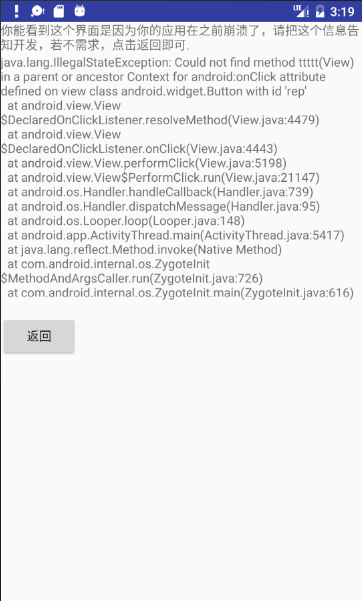 3:19
你能看到这个界面是因为你的应用在之前崩溃了，请把这个信息告
知开发，若不需求，点击返回即可.
java.lang.IllegalStateException: Could not find method ttttt(View)
in a parent or ancestor Context for android:onClick attribute
defined on view class android.widget.Button with id 'rep'
at android.view.View
$DeclaredOnClickListener.resolveMethod(View.java:4479)
at android.view.View
$DeclaredOnClickListener.onClick(View.java:4443)
at android.view.View.performClick(View.java:5198)
at android.view.View$PerformClick.run(View.java:21147)
at android.os.Handler.handleCallback(Handler.java:739)
at android.os.Handler.dispatchMessage(Handler.java:95)
at android.os.Looper.loop(Looper.java:148)
at android.app.ActivityThread.main(ActivityThread.java:5417)
at java.lang.reflect.Method.invoke(Native Method)
at com.android.internal.os.ZygoteInit
$MethodAndArgsCaller.run(ZygoteInit.java:726)
at com.android.internal.os.ZygoteInit.main(ZygoteInit.java:616)
返回